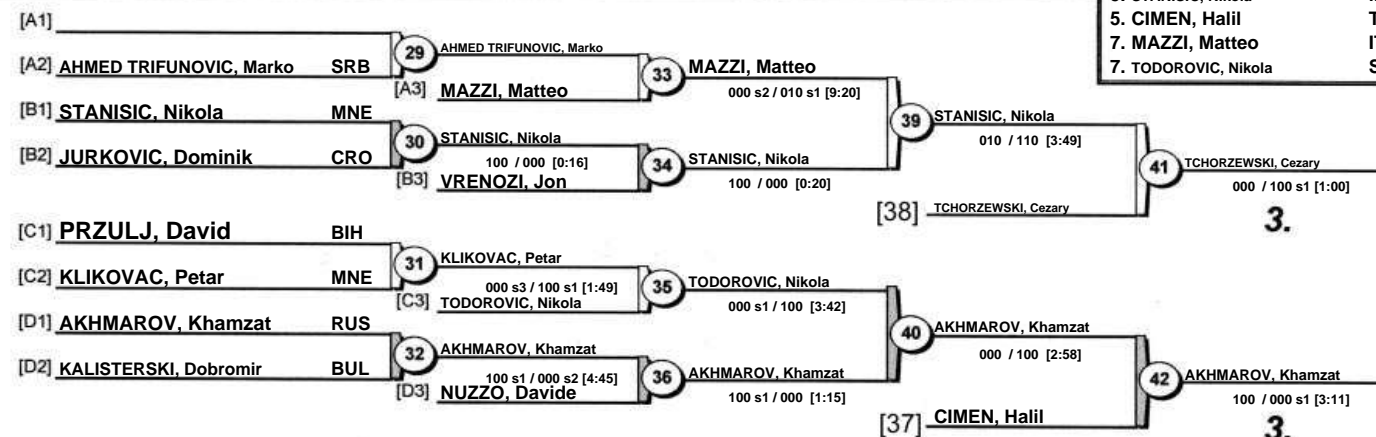 5. CIMEN, Halil T
7. MAZZI, Matteo
7. TODOROVIC, Nikola S
[A1]
29 AHMED TRIFUNOVIC, Marko
[A2] AHMED TRIFUNOVIC, Marko SRB
33 MAZZI, Matteo
[A3] MAZZI, Matteo
000 s2 / 010 s1 [9:20]
[B1] STANISIC, Nikola MNE
39 STANISIC, Nikola
30 STANISIC, Nikola
010 / 110 [3:49]
[B2] JURKOVIC, Dominik CRO
100 / 000 [0:16]
34 STANISIC, Nikola
41 TCHORZEWSKI, Cezary
[B3] VRENOZI, Jon
100 / 000 [0:20]
000 / 100 s1 [1:00]
[38] TCHORZEWSKI, Cezary
3.
[C1] PRZULJ, David BIH
31 KLIKOVAC, Petar
[C2] KLIKOVAC, Petar MNE
000 s3 / 100 s1 [1:49]
35 TODOROVIC, Nikola
[C3] TODOROVIC, Nikola
000 s1 / 100 [3:42]
[D1] AKHMAROV, Khamzat RUS
40 AKHMAROV, Khamzat
32 AKHMAROV, Khamzat
000 / 100 [2:58]
[D2] KALISTERSKI, Dobromir BUL
100 s1 / 000 s2 [4:45]
36 AKHMAROV, Khamzat
42 AKHMAROV, Khamzat
[D3] NUZZO, Davide
100 s1 / 000 [1:15]
100 / 000 s1 [3:11]
[37] CIMEN, Halil
3.